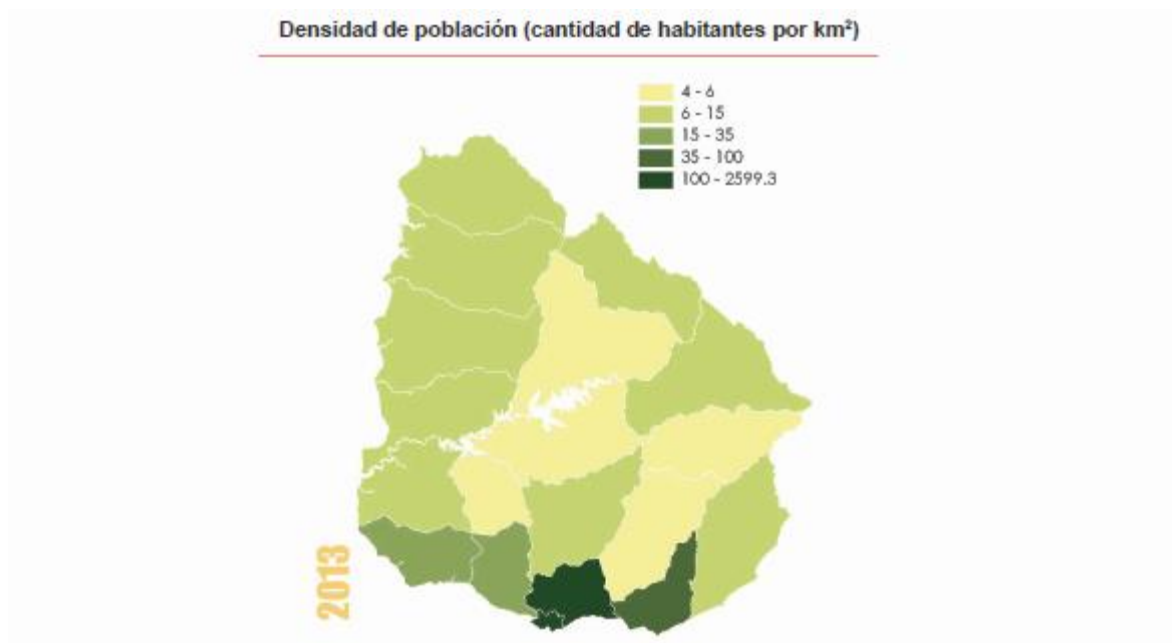 Densidad de población (cantidad de habitantes por km²)
4 - 6
6 - 15
15 - 35
35 - 100
100 - 2599.3
2013